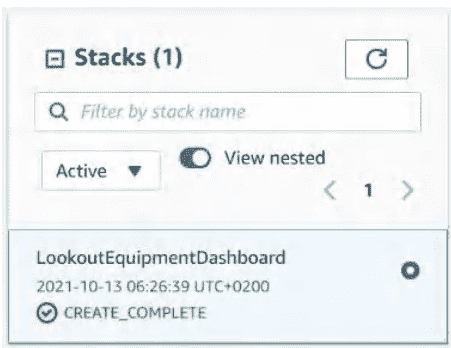 Stacks (1)
Filter by stack name
Active
View nested
1
LookoutEquipmentDashboard
2021-10-13 06:26:39 UTC+0200
CREATE_COMPLETE